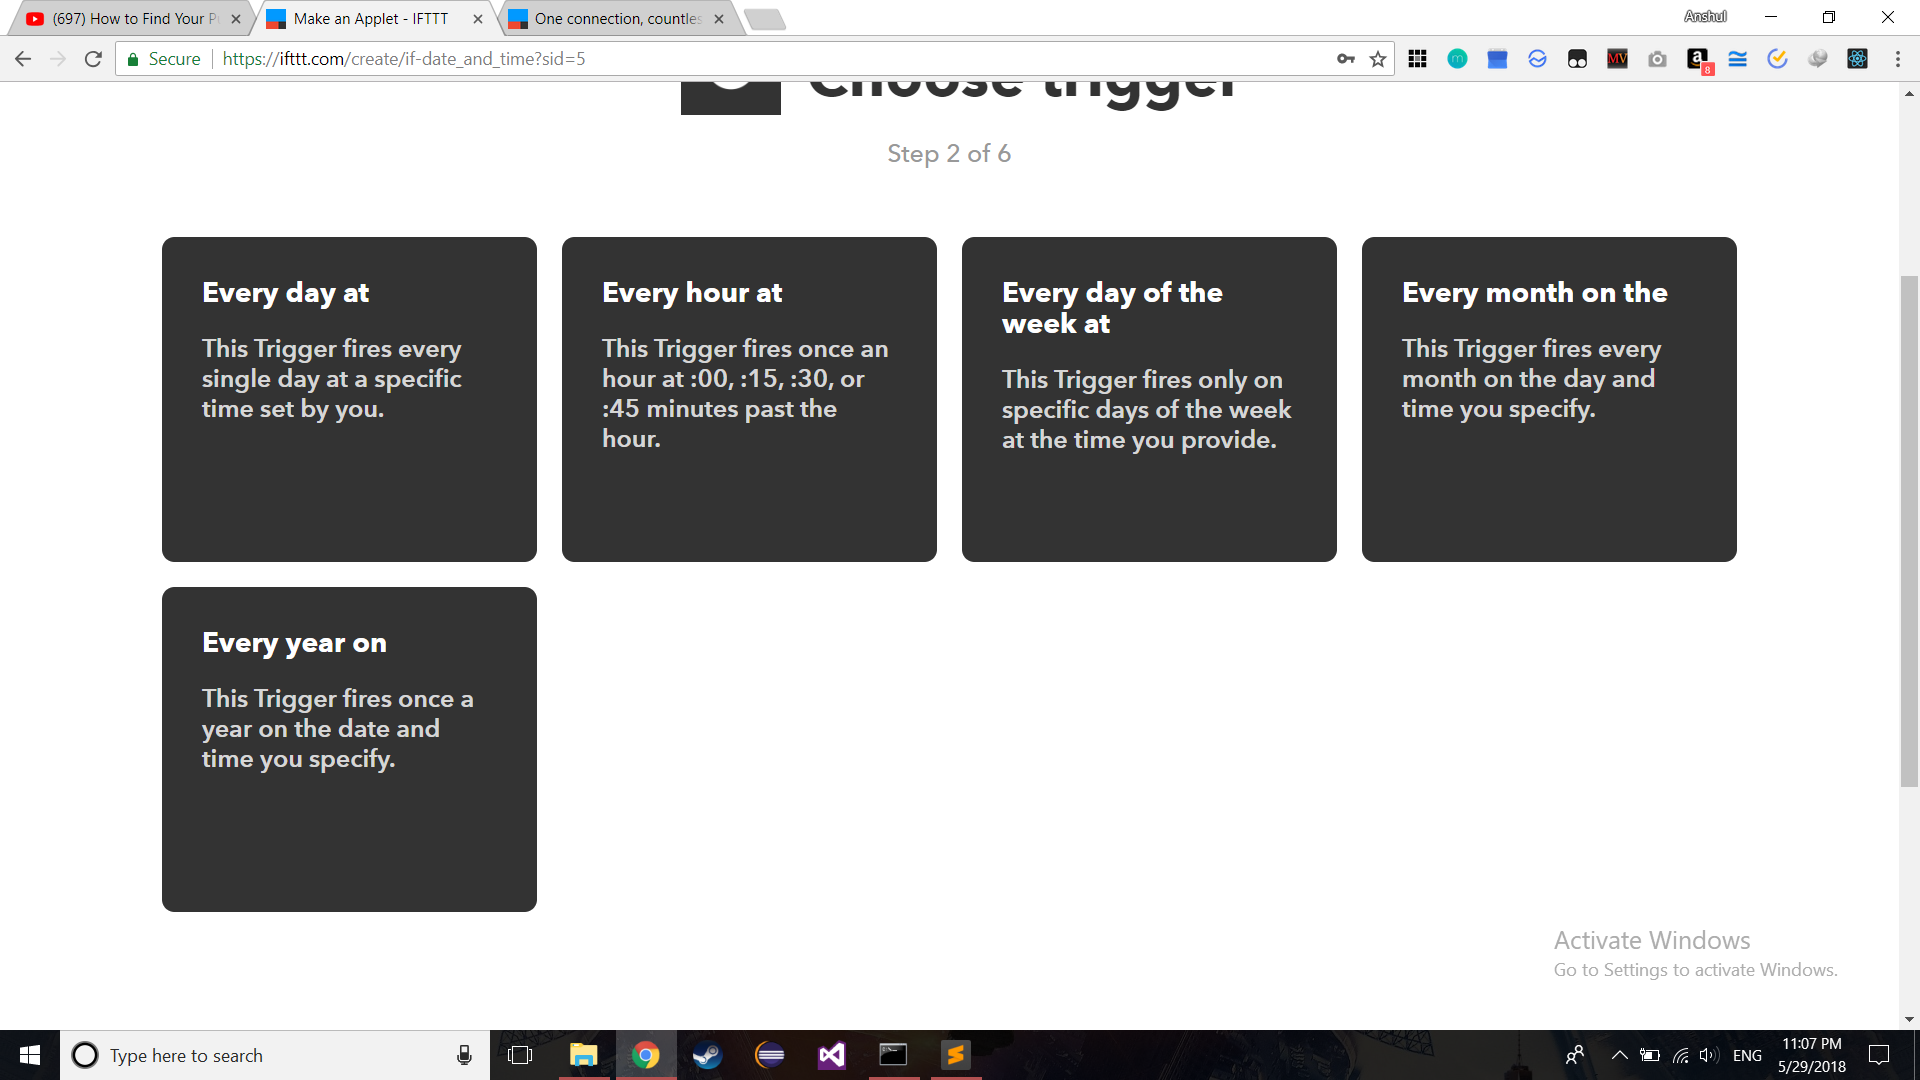 (697) How to Find Your P
Make an Applet - IFTTT
One connection, countles
Anshul
Secure
https://ifttt.com/create/if-date_and_time?sid=5
MV
8
Choose trigger
Step 2 of 6
Every day at
This Trigger fires every
single day at a specific
time set by you.
Every hour at
This Trigger fires once an
hour at :00, :15, :30, or
:45 minutes past the
hour.
Every day of the
week at
This Trigger fires only on
specific days of the week
at the time you provide.
Every month on the
This Trigger fires every
month on the day and
time you specify.
Every year on
This Trigger fires once a
year on the date and
time you specify.
Activate Windows
Go to Settings to activate Windows.
Type here to search
ENG
11:07 PM
5/29/2018